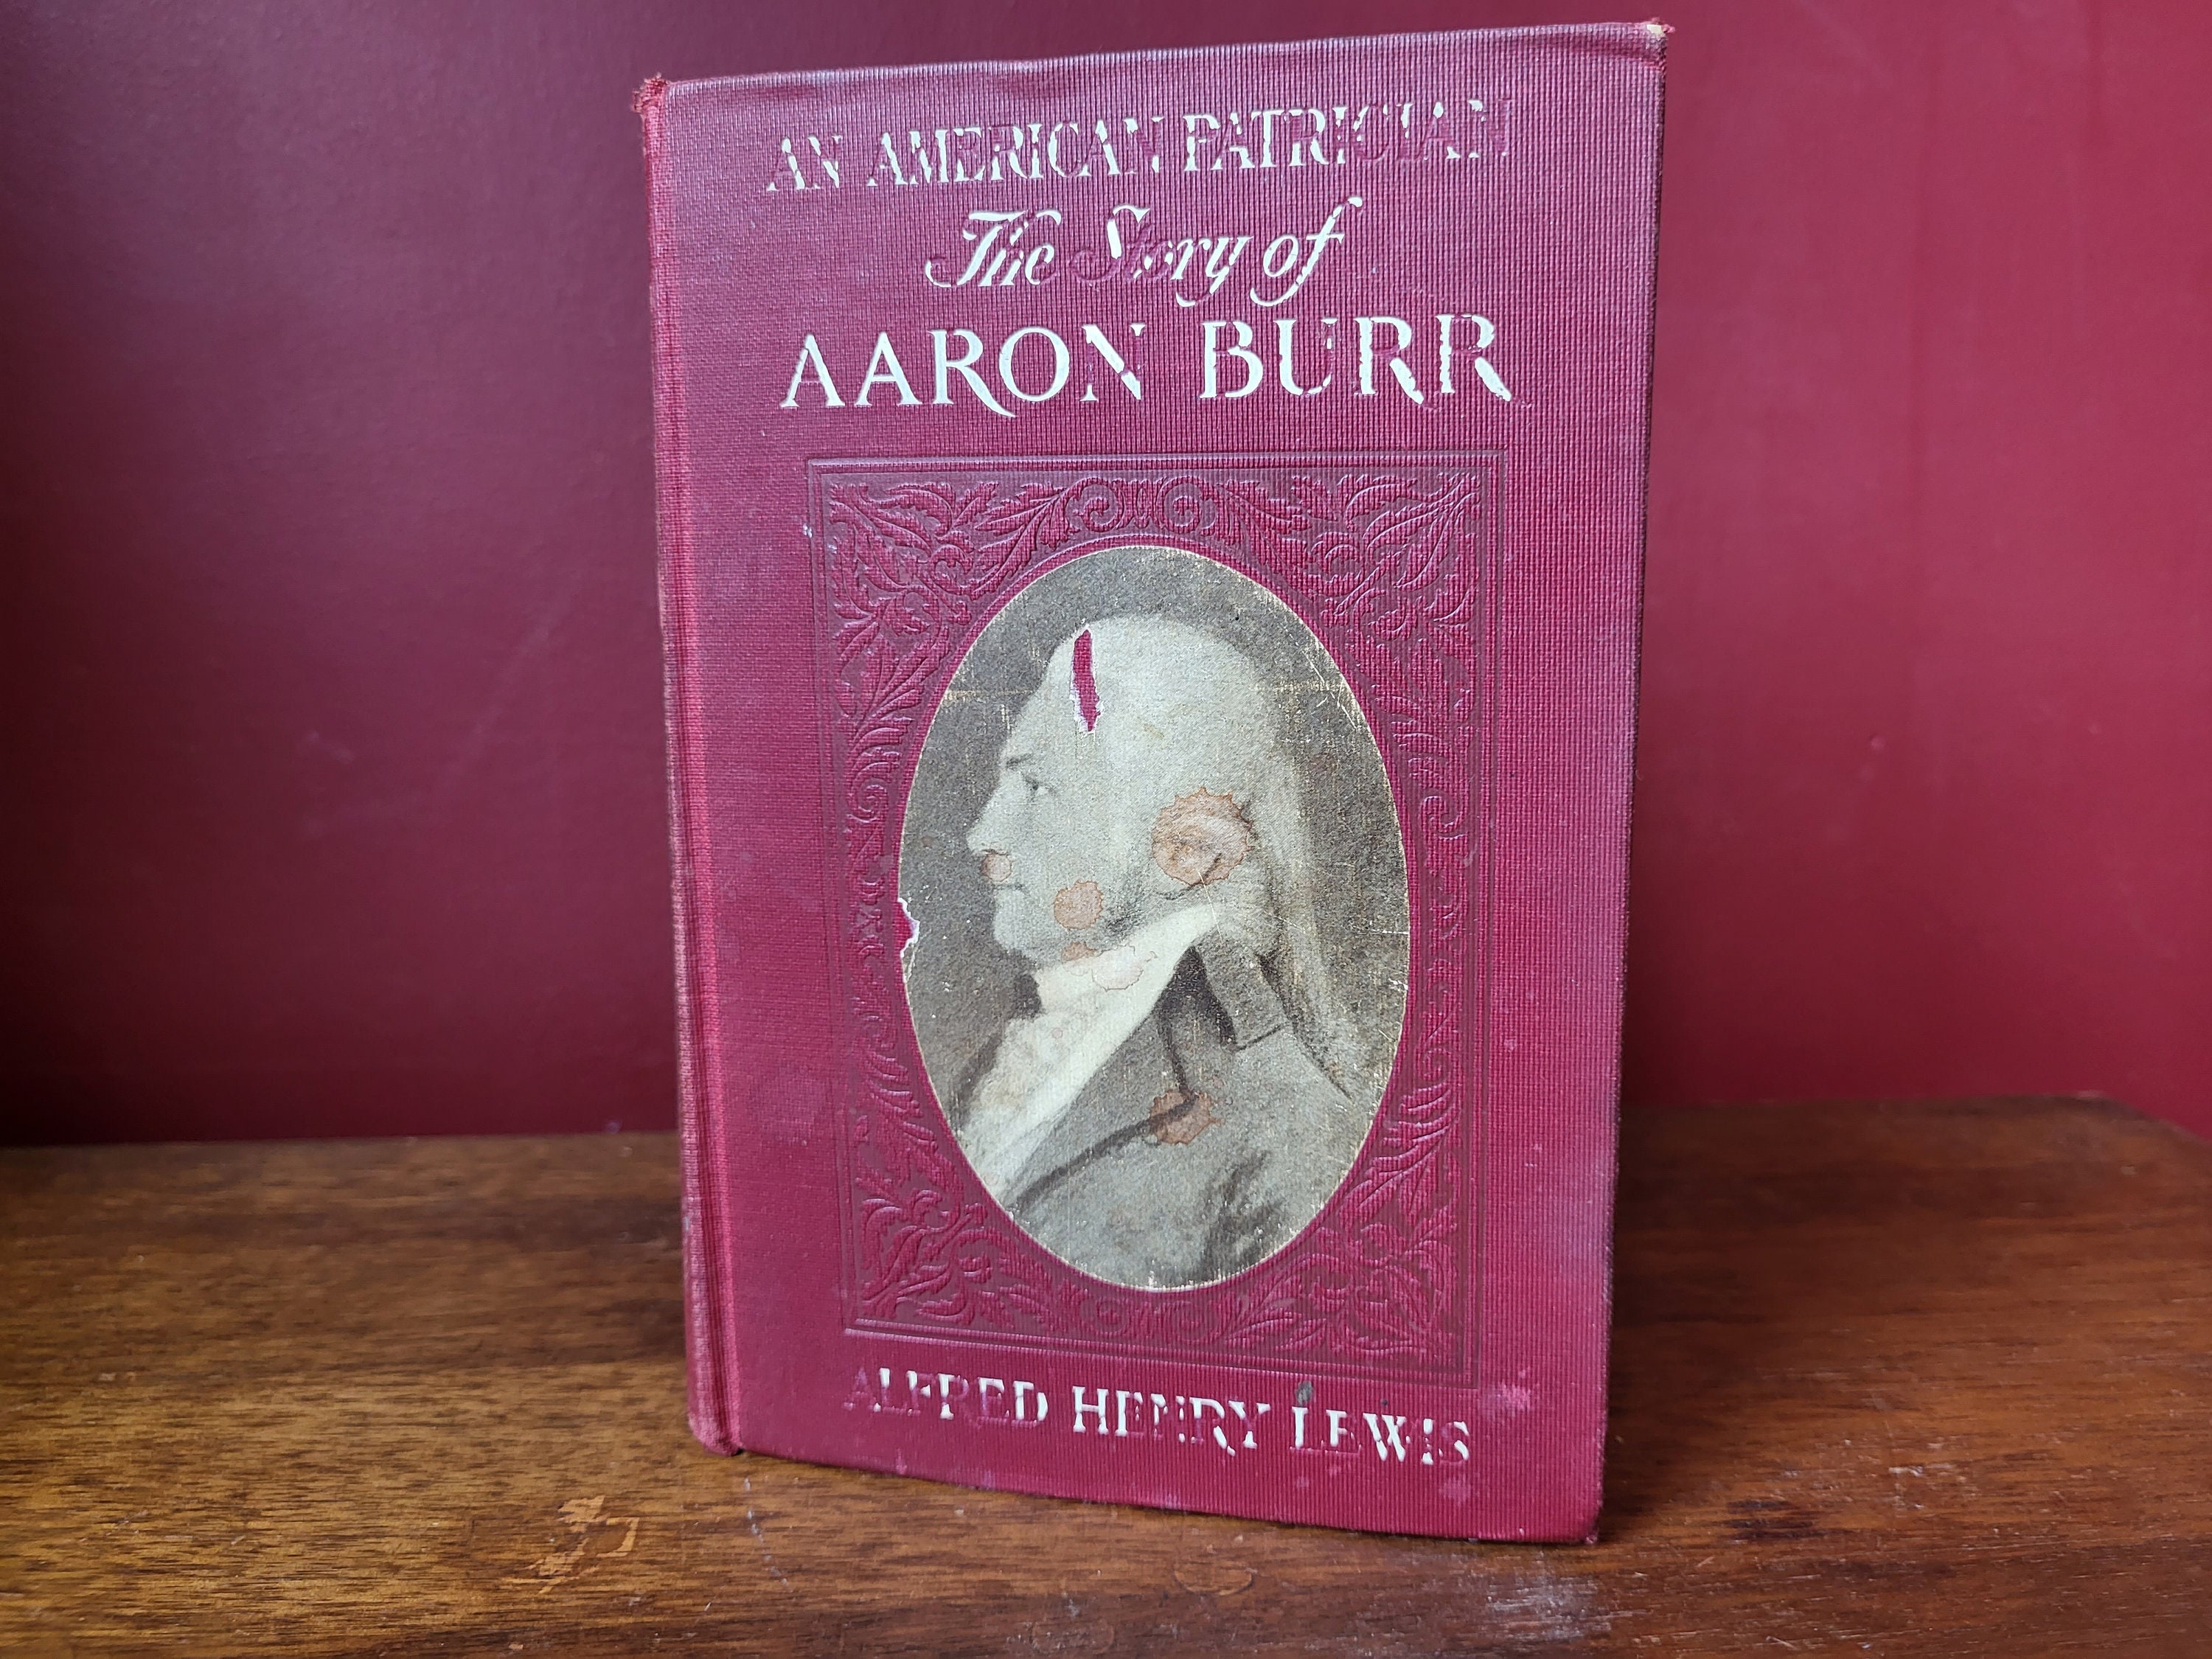 AN AMERICAN PATRICIAN
The Story of
AARON BURR
ALFRED HENRY LEWIS